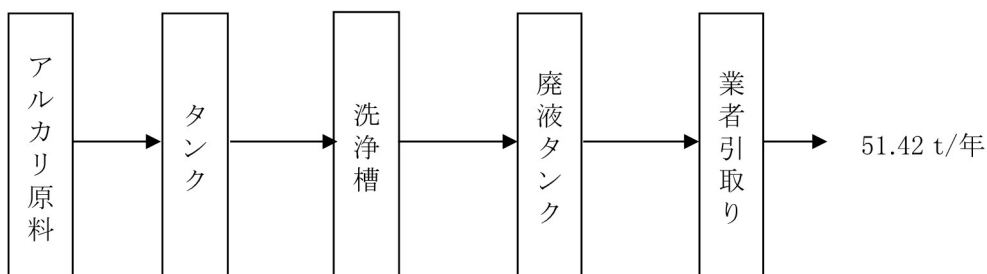 アルカリ原料
タンク
洗浄槽
廃液タンク
業者引取り
51.42 t/年